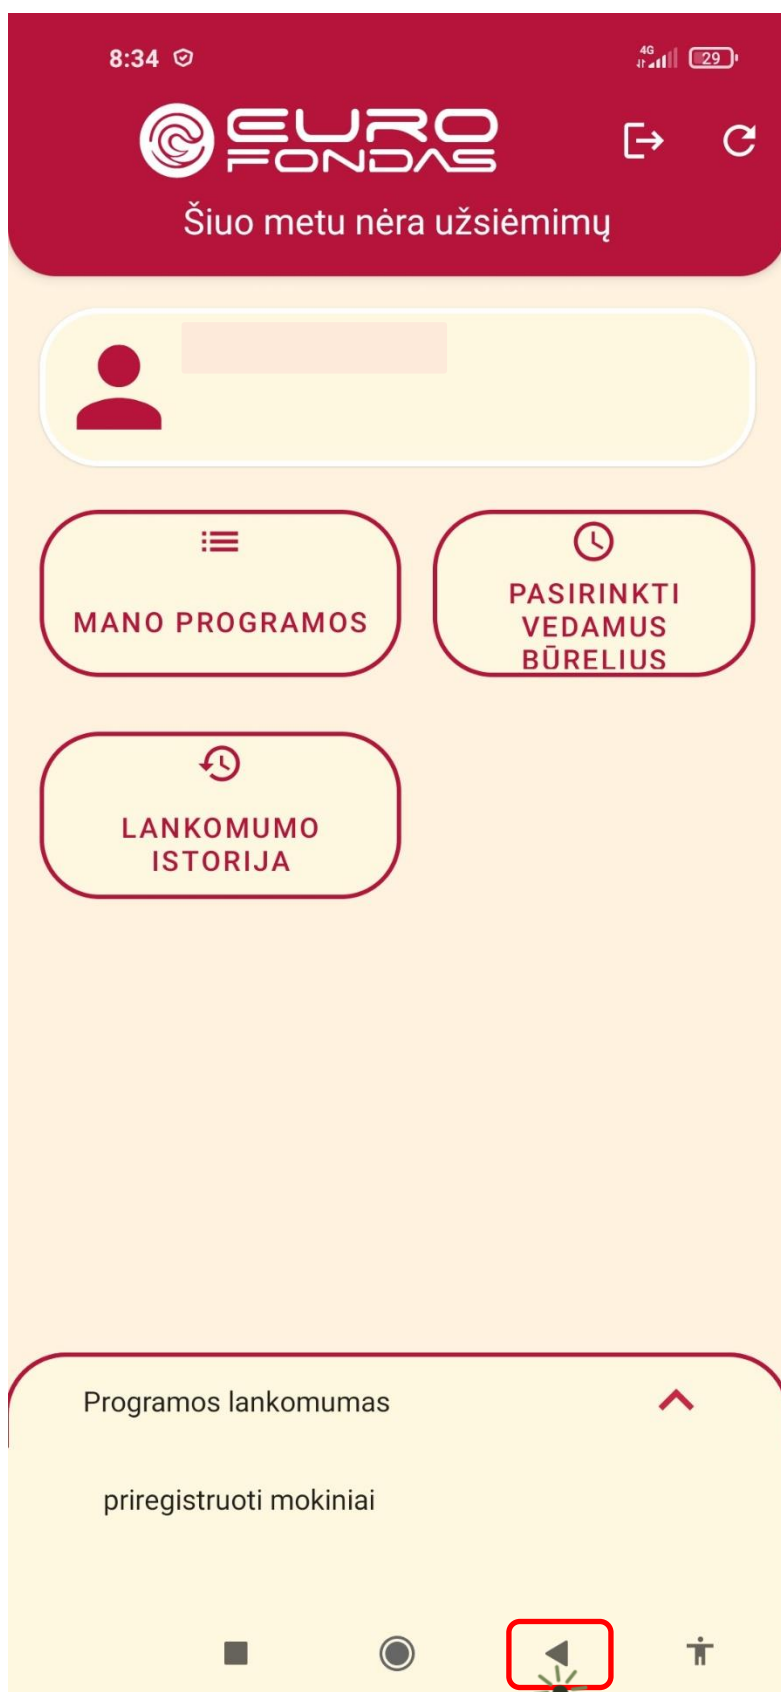 8:34
4G
29
EURO
FONDAS
Šiuo metu nėra užsiėmimų
MANO PROGRAMOS
PASIRINKTI
VEDAMUS
BŪRELIUS
LANKOMUMO
ISTORIJA
Programos lankomumas
priregistruoti mokiniai